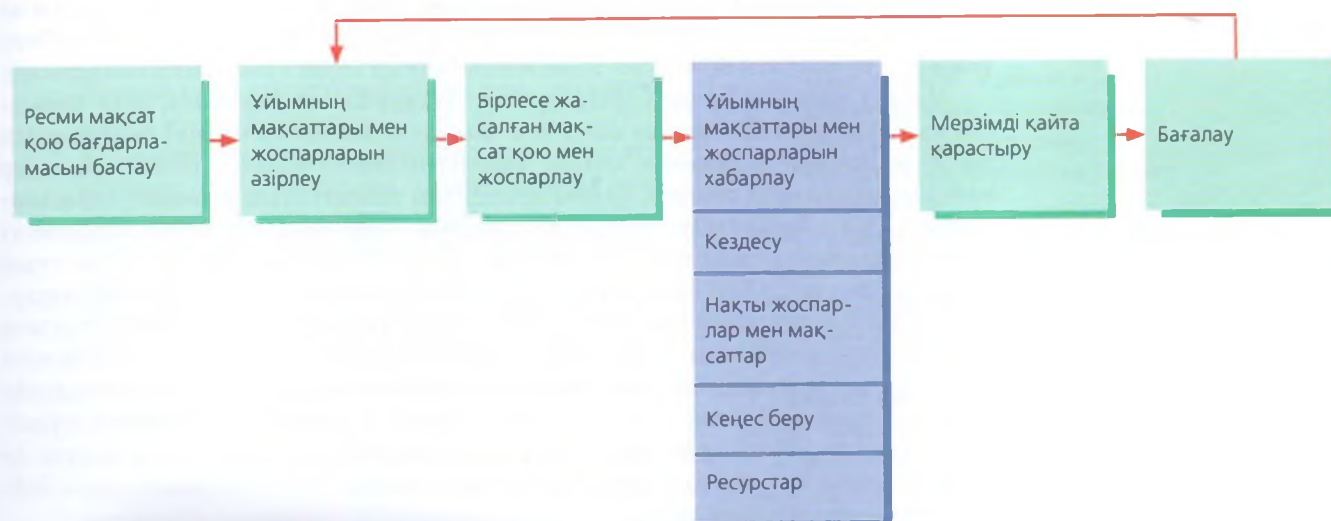 Ресми мақсат
қою бағдарла-
масын бастау
Ұйымның
мақсаттары мен
жоспарларын
әзірлеу
Бірлесе жа-
салған мақ-
сат қою мен
жоспарлау
Ұйымның
мақсаттары мен
жоспарларын
хабарлау
Кездесу
Нақты жоспар-
лар мен мақ-
саттар
Кеңес беру
Ресурстар
Мерзімді қайта
қарастыру
Бағалау